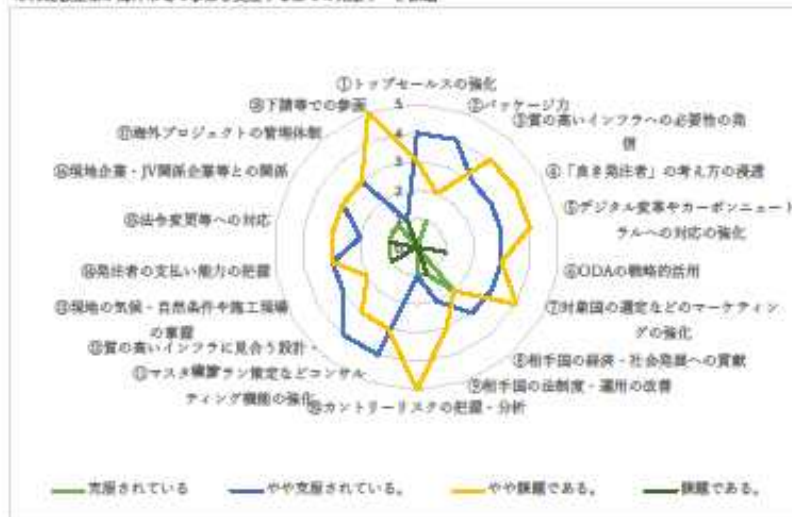 ①トップセールスの強化
②パッケージ力
③質の高いインフラへの必要性の発
信
④「良き発注者」の考え方の浸透
⑤デジタル変革やカーボンニュート
ラルへの対応の強化
⑥ODAの戦略的活用
⑦対象国の選定などのマーケティン
グの強化
⑧相手国の経済・社会発展への貢献
⑨相手国の法制度・運用の改善
⑩カントリーリスクの把握・分析
⑪マスタープラン策定などコンサル
ティング機能の強化
⑫質の高いインフラに見合う設計・
⑬現地の気候・自然条件や施工現場
の掌握
⑭発注者の支払い能力の把握
⑮法令変更等への対応
⑯現地企業・JV関係企業等との関係
⑰海外プロジェクトの管理体制
⑱下請等での参画
5
4
3
2
克服されている
やや克服されている。
やや課題である。
課題である。